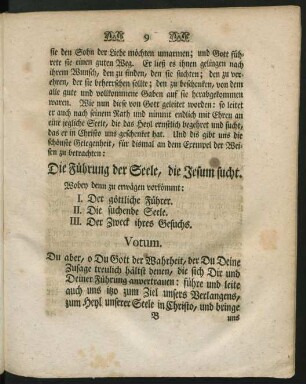 9
sie den Sohn der Liebe möchten umarmen; und Gott füh-
rete sie einen guten Weg. Er ließ es ihnen gelingen nach
ihrem Wunsch, den zu finden, den sie suchten; den zu ver-
ehren, der sie beherrschen sollte; den zu beschenken, von dem
alle gute und vollkommene Gaben auf sie herabgekommen
waren. Wie nun diese von Gott geleitet worden: so leitet
er auch nach seinem Rath und nimmt endlich mit Ehren an
eine jegliche Seele, die das Heyl ernstlich begehret und sucht,
das er in Christo uns geschenket hat. Und dis gibt uns die
schönste Gelegenheit, für dismal an dem Exempel der Wei-
sen zu betrachten:
Die Führung der Seele, die Jesum sucht.
Wobey denn zu erwägen vorkömmt:
I. Der göttliche Führer.
II. Die suchende Seele.
III. Der Zweck ihres Gesuchs.
Votum.
Du aber, o Du Gott der Wahrheit, der Du Deine
Zusage treulich hältst denen, die sich Dir und
Deiner Führung anvertrauen: führe und leite
auch uns itzo zum Ziel unsers Verlangens,
zum Heyl unserer Seele in Christo, und bringe
B
uns